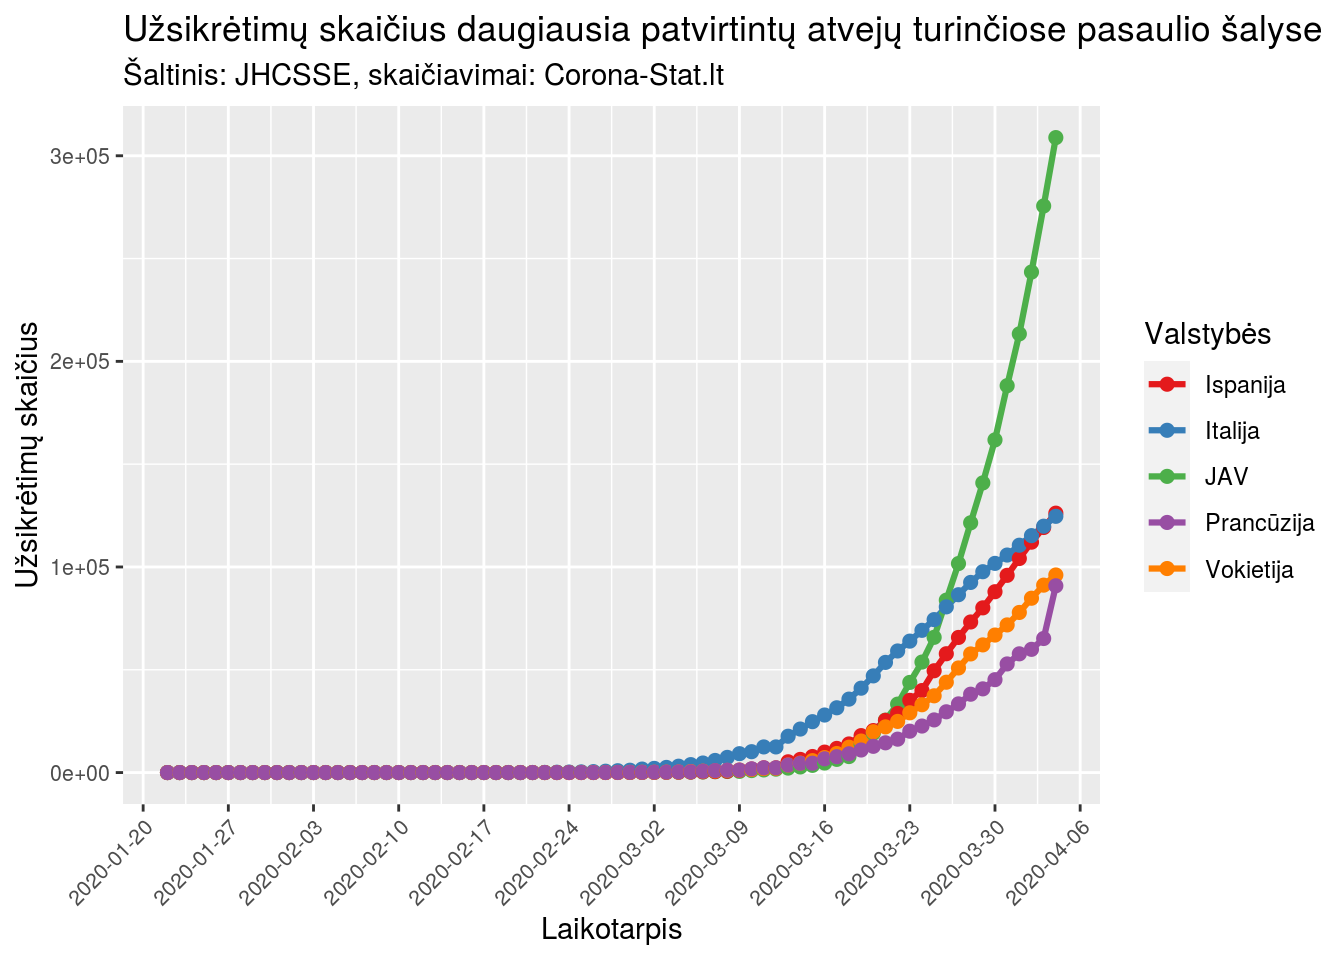 Užsikrėtimų skaičius daugiausia patvirtintų atvejų turinčiose pasaulio šalyse
Šaltinis: JHCSSE, skaičiavimai: Corona-Stat.lt
Užsikrėtimų skaičius
3e+05
2e+05
1e+05
0e+00
2020-01-20
2020-01-27
2020-02-03
2020-02-10
2020-02-17
2020-02-24
2020-03-02
2020-03-09
2020-03-16
2020-03-23
2020-03-30
2020-04-06
Laikotarpis
Valstybės
Ispanija
Italija
JAV
Prancūzija
Vokietija